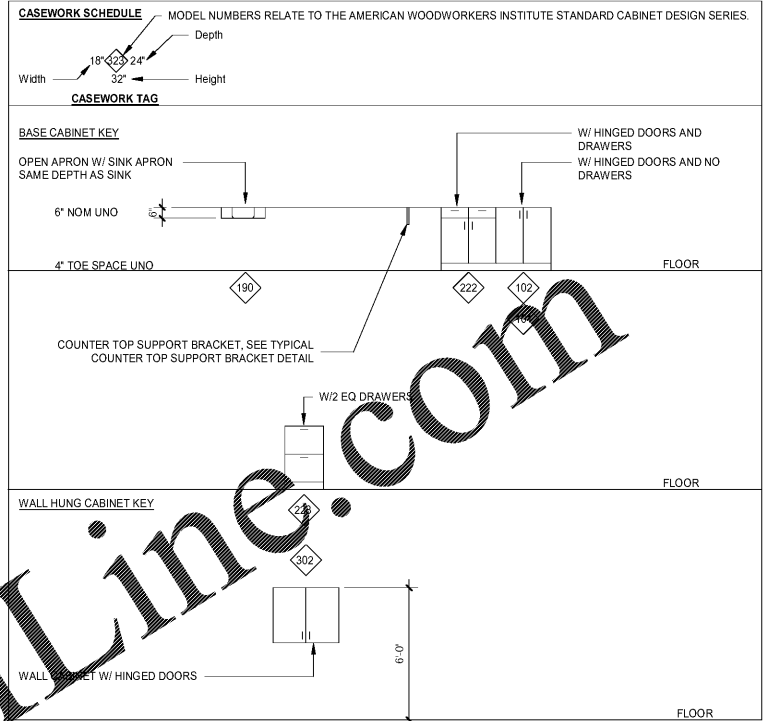 CASEWORK SCHEDULE
MODEL NUMBERS RELATE TO THE AMERICAN WOODWORKERS INSTITUTE STANDARD CABINET DESIGN SERIES.
Depth
18" 323 24"
Width
32"
Height
CASEWORK TAG
BASE CABINET KEY
W/ HINGED DOORS AND
DRAWERS
OPEN APRON W/ SINK APRON
SAME DEPTH AS SINK
W/ HINGED DOORS AND NO
DRAWERS
6" NOM UNO
6"
4" TOE SPACE UNO
FLOOR
190
222
102
COUNTER TOP SUPPORT BRACKET, SEE TYPICAL
COUNTER TOP SUPPORT BRACKET DETAIL
W/2 EQ DRAWERS
FLOOR
WALL HUNG CABINET KEY
302
6'-0"
WALL CABINET W/ HINGED DOORS
FLOOR
Line.com